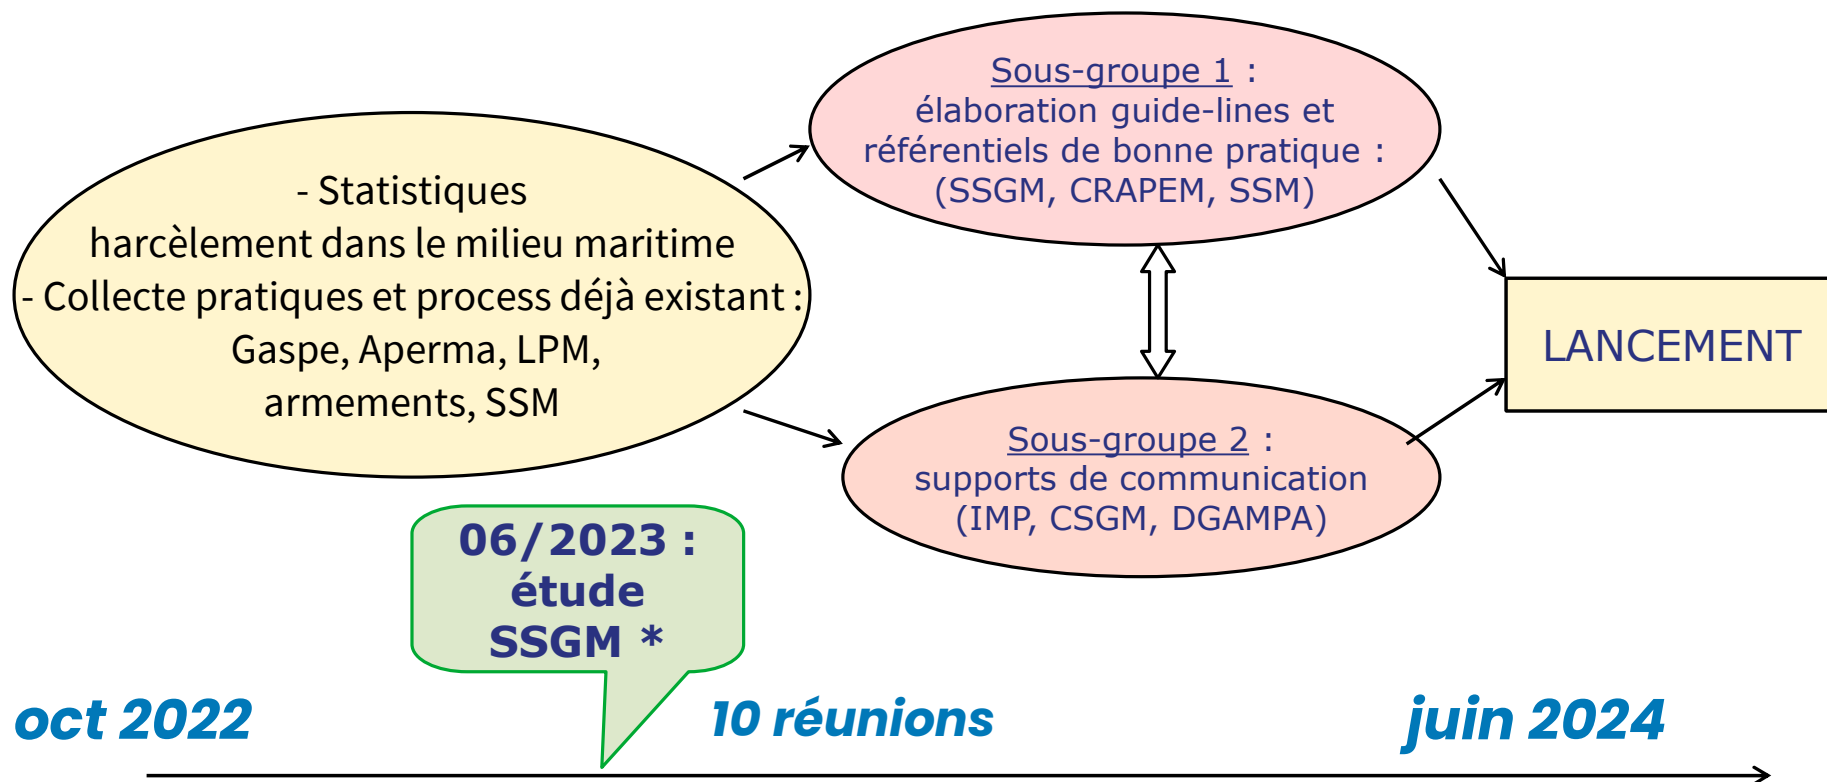 - Statistiques
harcèlement dans le milieu maritime
- Collecte pratiques et process déjà existant :
Gaspe, Aperma, LPM,
armements, SSM
Sous-groupe 1 :
élaboration guide-lines et
référentiels de bonne pratique :
(SSGM, CRAPEM, SSM)
Sous-groupe 2 :
supports de communication
(IMP, CSGM, DGAMPA)
LANCEMENT
06/2023 :
étude
SSGM *
oct 2022
10 réunions
juin 2024